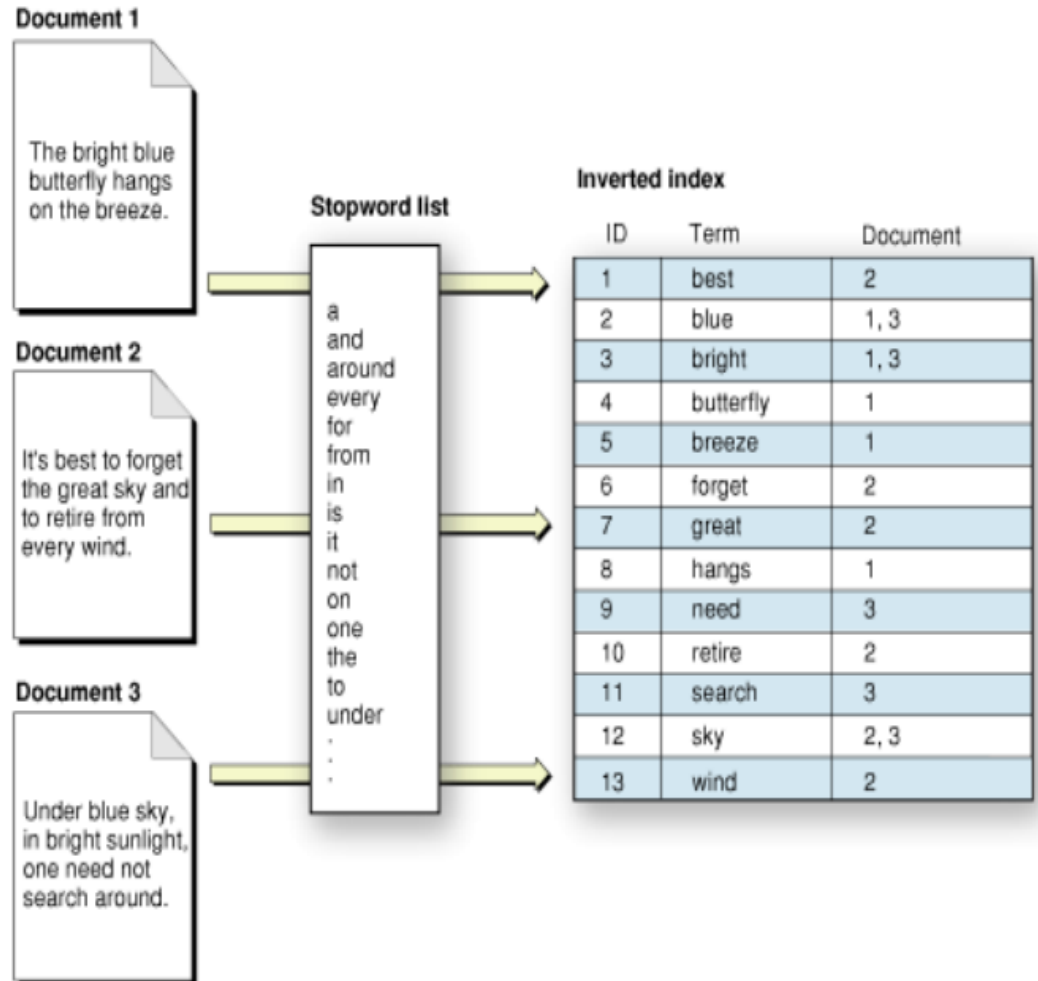 Document 1
The bright blue
butterfly hangs
on the breeze.
Document 2
It's best to forget
the great sky and
to retire from
every wind.
Document 3
Under blue sky,
in bright sunlight,
one need not
search around.
Stopword list
a
and
around
every
for
from
in
is
it
not
on
one
the
to
under
.
.
.
Inverted index
ID Term Document
1 best 2
2 blue 1, 3
3 bright 1, 3
4 butterfly 1
5 breeze 1
6 forget 2
7 great 2
8 hangs 1
9 need 3
10 retire 2
11 search 3
12 sky 2, 3
13 wind 2